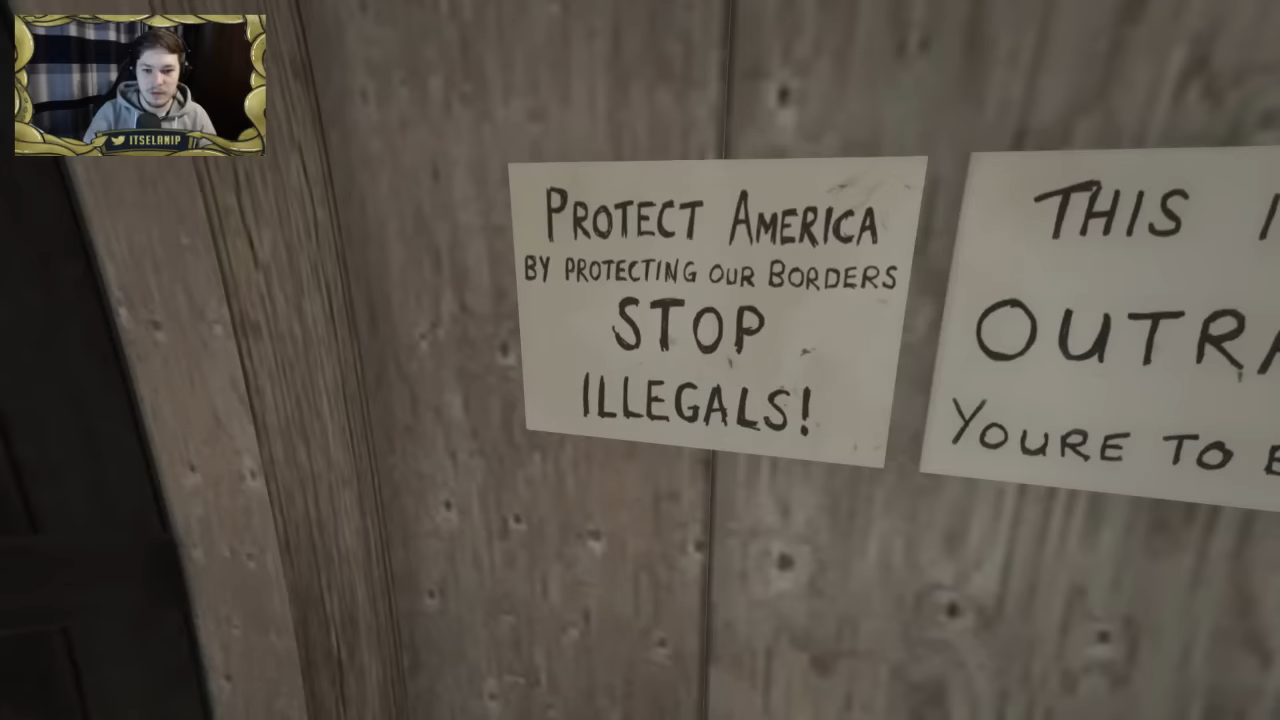 ITSELANIP
PROTECT AMERICA
BY PROTECTING OUR BORDERS
STOP
ILLEGALS!
THIS
YOURE TO